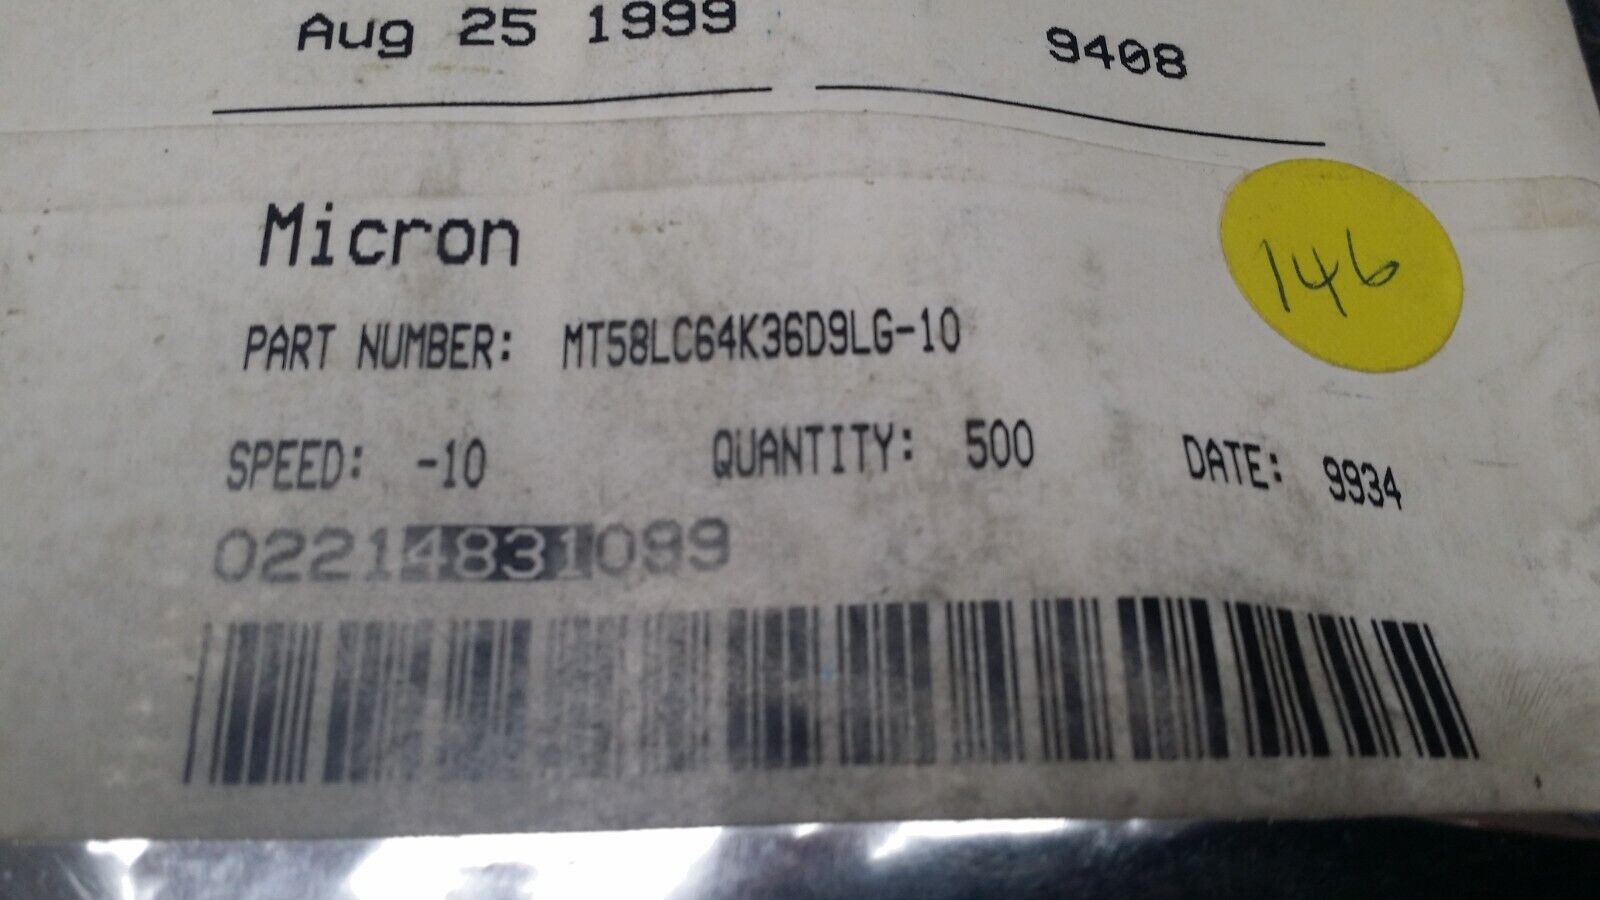 Aug 25 1999 9408
Micron
146
PART NUMBER: MT58LC64K36D9LG-10
SPEED: -10 QUANTITY: 500 DATE: 9934
02214831099